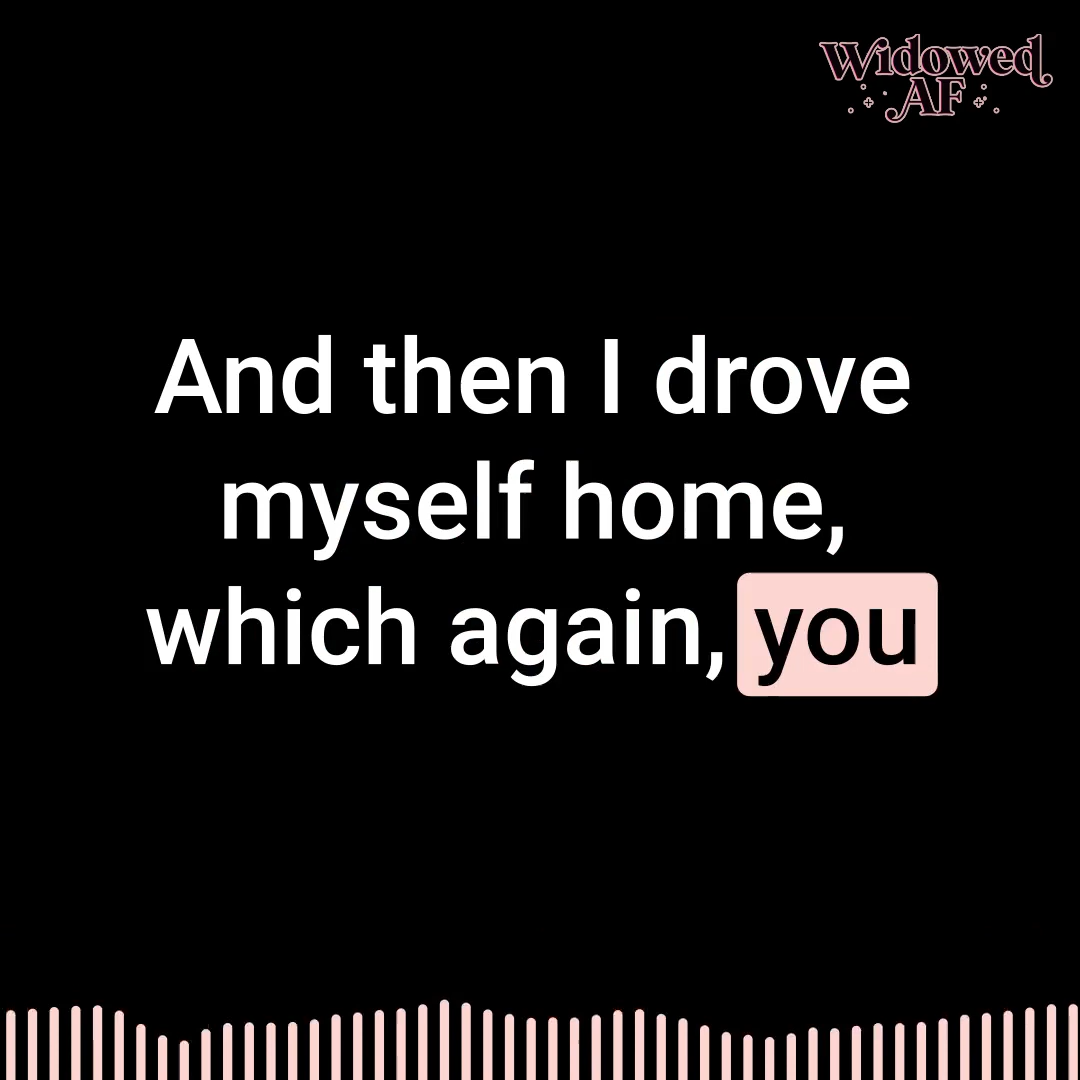 Widowed
AF
And then I drove
myself home,
which again, you